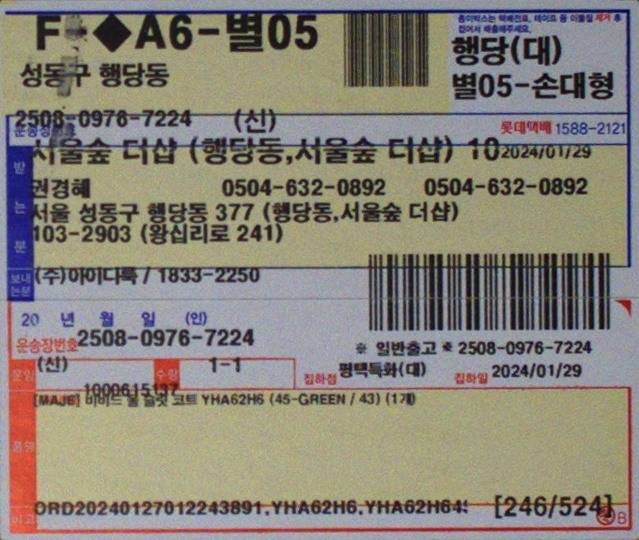 A6-별05
종이박스는 택배전표, 테이프 등 이물질 제거 후
접어서 배출해주세요.
성동구 행당동
행당(대)
별05-손대형
2508-0976-7224 (신)
운송장번호
롯데택배 1588-2121
서울숲 더샵 (행당동,서울숲 더샵) 10 2024/01/29
받는분
권경혜 0504-632-0892 0504-632-0892
서울 성동구 행당동 377 (행당동,서울숲 더샵)
103-2903 (왕십리로 241)
보내는분
(주)아이다룩 / 1833-2250
20 년 월 일 (인)
운송장번호 2508-0976-7224
※ 일반출고 ※ 2508-0976-7224
(신) 1-1
운임 수량
집하점 평택특화(대) 집하일 2024/01/29
1000615137
[MAJE] 비비드 울 슬릿 코트 YHA62H6 (45-GREEN / 43) (1개)
품명
ORD20240127012243891,YHA62H6,YHA62H64 [246/524]
비고
B